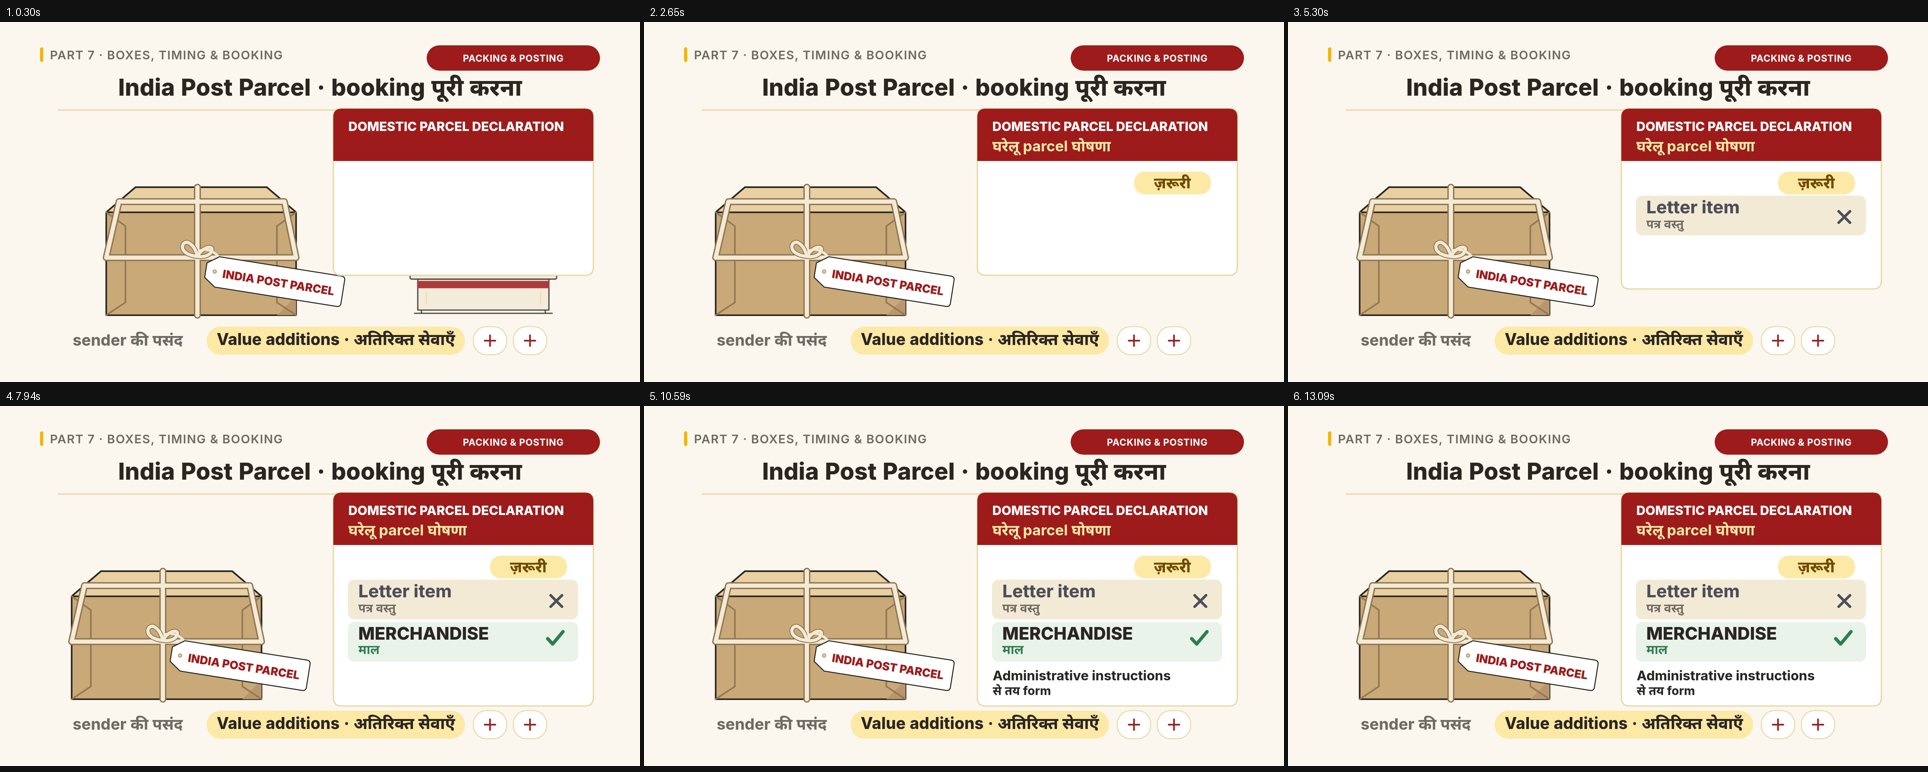 1. 0.30s
PART 7 · BOXES, TIMING & BOOKING
PACKING & POSTING
India Post Parcel · booking पूरी करना
DOMESTIC PARCEL DECLARATION
INDIA POST PARCEL
sender की पसंद
Value additions · अतिरिक्त सेवाएँ
+ +
2. 2.65s
PART 7 · BOXES, TIMING & BOOKING
PACKING & POSTING
India Post Parcel · booking पूरी करना
DOMESTIC PARCEL DECLARATION
घरेलू parcel घोषणा
ज़रूरी
INDIA POST PARCEL
sender की पसंद
Value additions · अतिरिक्त सेवाएँ
+ +
3. 5.30s
PART 7 · BOXES, TIMING & BOOKING
PACKING & POSTING
India Post Parcel · booking पूरी करना
DOMESTIC PARCEL DECLARATION
घरेलू parcel घोषणा
ज़रूरी
Letter item
पत्र वस्तु
INDIA POST PARCEL
sender की पसंद
Value additions · अतिरिक्त सेवाएँ
+ +
4. 7.94s
PART 7 · BOXES, TIMING & BOOKING
PACKING & POSTING
India Post Parcel · booking पूरी करना
DOMESTIC PARCEL DECLARATION
घरेलू parcel घोषणा
ज़रूरी
Letter item
पत्र वस्तु
MERCHANDISE
माल
INDIA POST PARCEL
sender की पसंद
Value additions · अतिरिक्त सेवाएँ
+ +
5. 10.59s
PART 7 · BOXES, TIMING & BOOKING
PACKING & POSTING
India Post Parcel · booking पूरी करना
DOMESTIC PARCEL DECLARATION
घरेलू parcel घोषणा
ज़रूरी
Letter item
पत्र वस्तु
MERCHANDISE
माल
INDIA POST PARCEL
Administrative instructions
से तय form
sender की पसंद
Value additions · अतिरिक्त सेवाएँ
+ +
6. 13.09s
PART 7 · BOXES, TIMING & BOOKING
PACKING & POSTING
India Post Parcel · booking पूरी करना
DOMESTIC PARCEL DECLARATION
घरेलू parcel घोषणा
ज़रूरी
Letter item
पत्र वस्तु
MERCHANDISE
माल
INDIA POST PARCEL
Administrative instructions
से तय form
sender की पसंद
Value additions · अतिरिक्त सेवाएँ
+ +